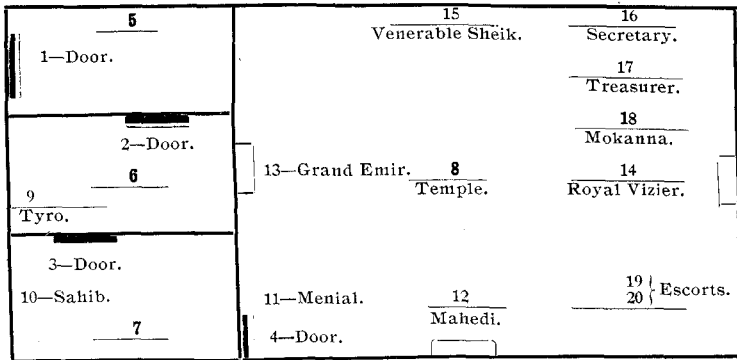 5
1—Door.
2—Door.
6
9
Tyro.
3—Door.
10—Sahib.
7
15
Venerable Sheik.
16
Secretary.
17
Treasurer.
18
Mokanna.
13—Grand Emir.
8
Temple.
14
Royal Vizier.
11—Menial.
12
Mahedi.
19
20 } Escorts.
4—Door.